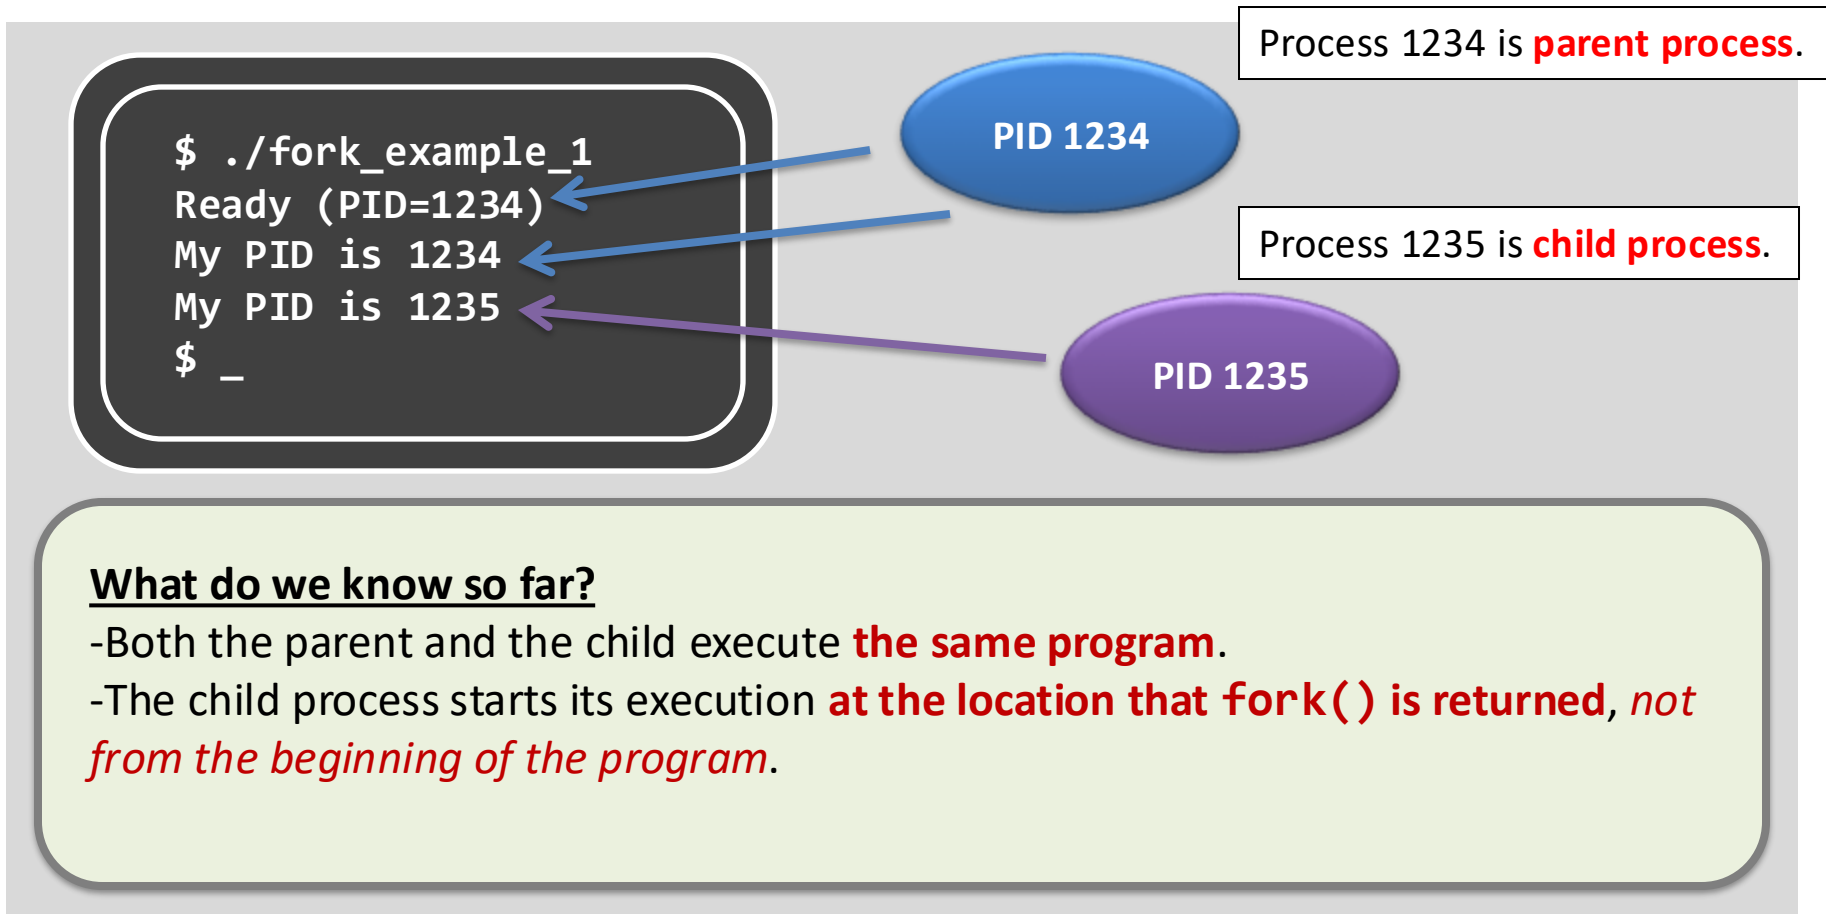 Process 1234 is parent process.
$ ./fork_example_1
Ready (PID=1234)
My PID is 1234
My PID is 1235
$ _
PID 1234
Process 1235 is child process.
PID 1235
What do we know so far?
-Both the parent and the child execute the same program.
-The child process starts its execution at the location that fork() is returned, not
from the beginning of the program.